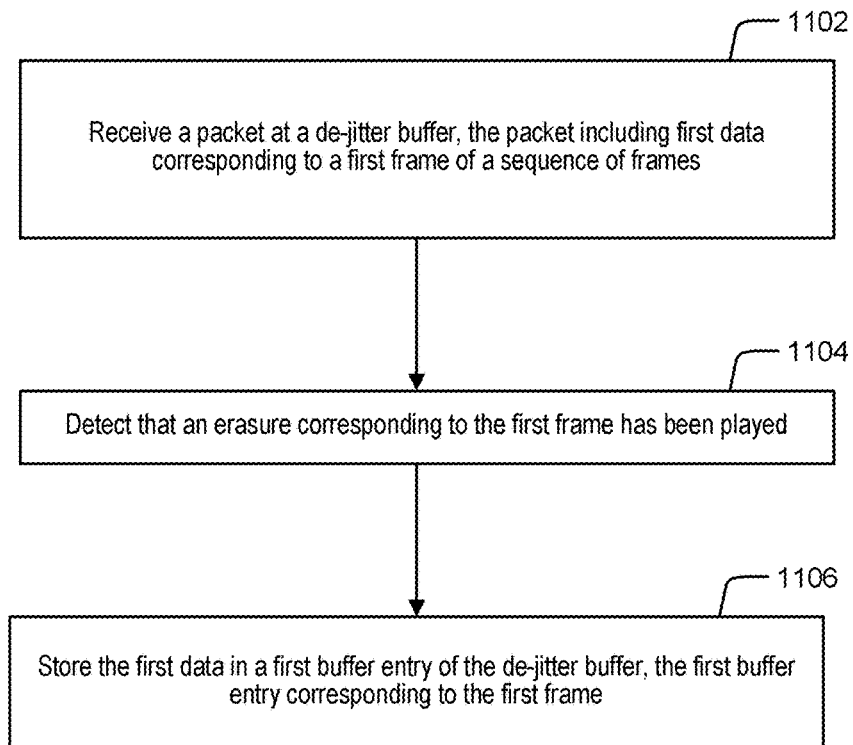 1102
Receive a packet at a de-jitter buffer, the packet including first data
corresponding to a first frame of a sequence of frames
1104
Detect that an erasure corresponding to the first frame has been played
1106
Store the first data in a first buffer entry of the de-jitter buffer, the first buffer
entry corresponding to the first frame